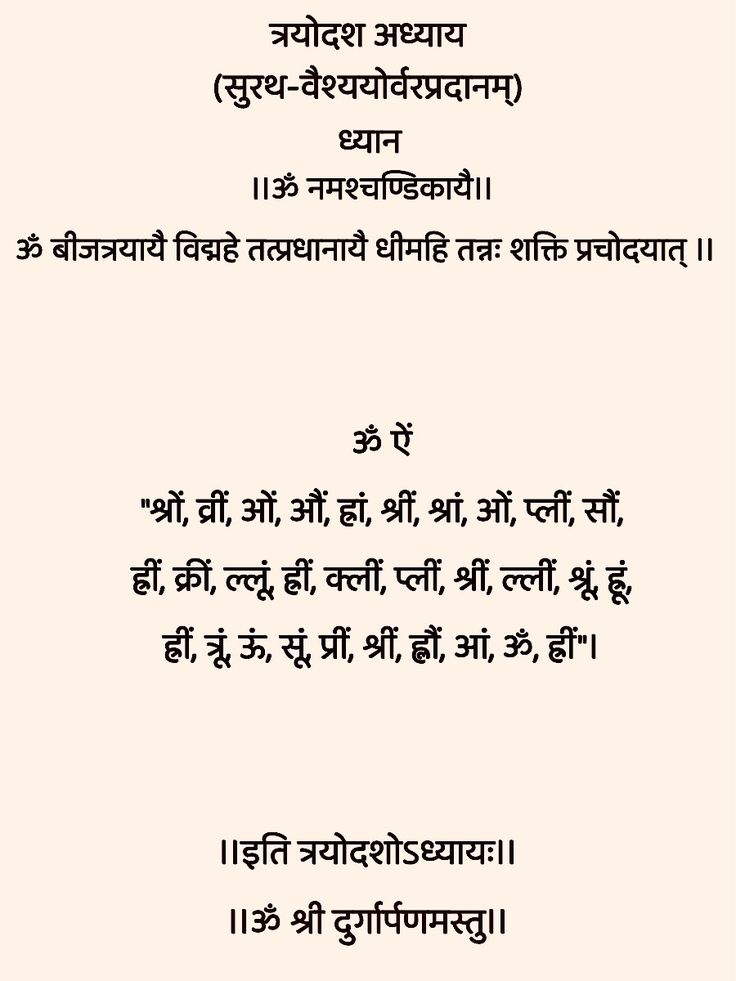 त्रयोदश अध्याय
(सुरथ-वैश्ययोर्वरप्रदानम्)
ध्यान
।।ॐ नमश्चण्डिकायै।।
ॐ बीजत्रयायै विद्महे तत्प्रधानायै धीमहि तन्नः शक्ति प्रचोदयात् ।।
ॐ ऐं
"श्रों, व्रीं, ओं, औं, ह्रां, श्रीं, श्रां, ओं, प्लीं, सौं,
ह्रीं, क्रीं, ल्लूं, ह्रीं, क्लीं, प्लीं, श्रीं, ल्लीं, श्रूं, ह्रूं,
ह्रीं, त्रूं, ऊं, सूं, प्रीं, श्रीं, ह्लौं, आं, ॐ, ह्रीं"।
।।इति त्रयोदशोऽध्यायः।।
।।ॐ श्री दुर्गार्पणमस्तु।।